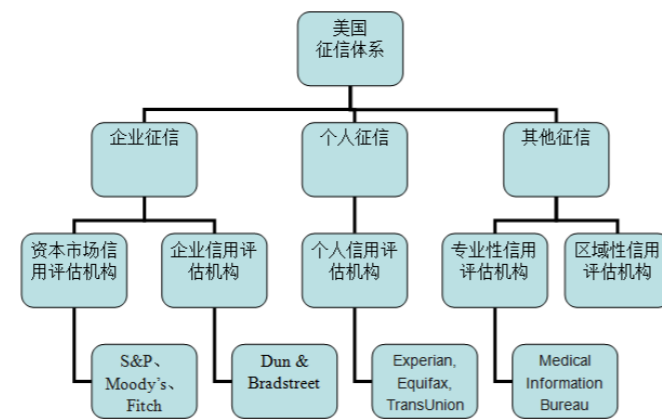 美国
征信体系
企业征信
个人征信
其他征信
资本市场信
用评估机构
企业信用评
估机构
个人信用评
估机构
专业性信用
评估机构
区域性信用
评估机构
S&P、
Moody's、
Fitch
Dun &
Bradstreet
Experian,
Equifax,
TransUnion
Medical
Information
Bureau